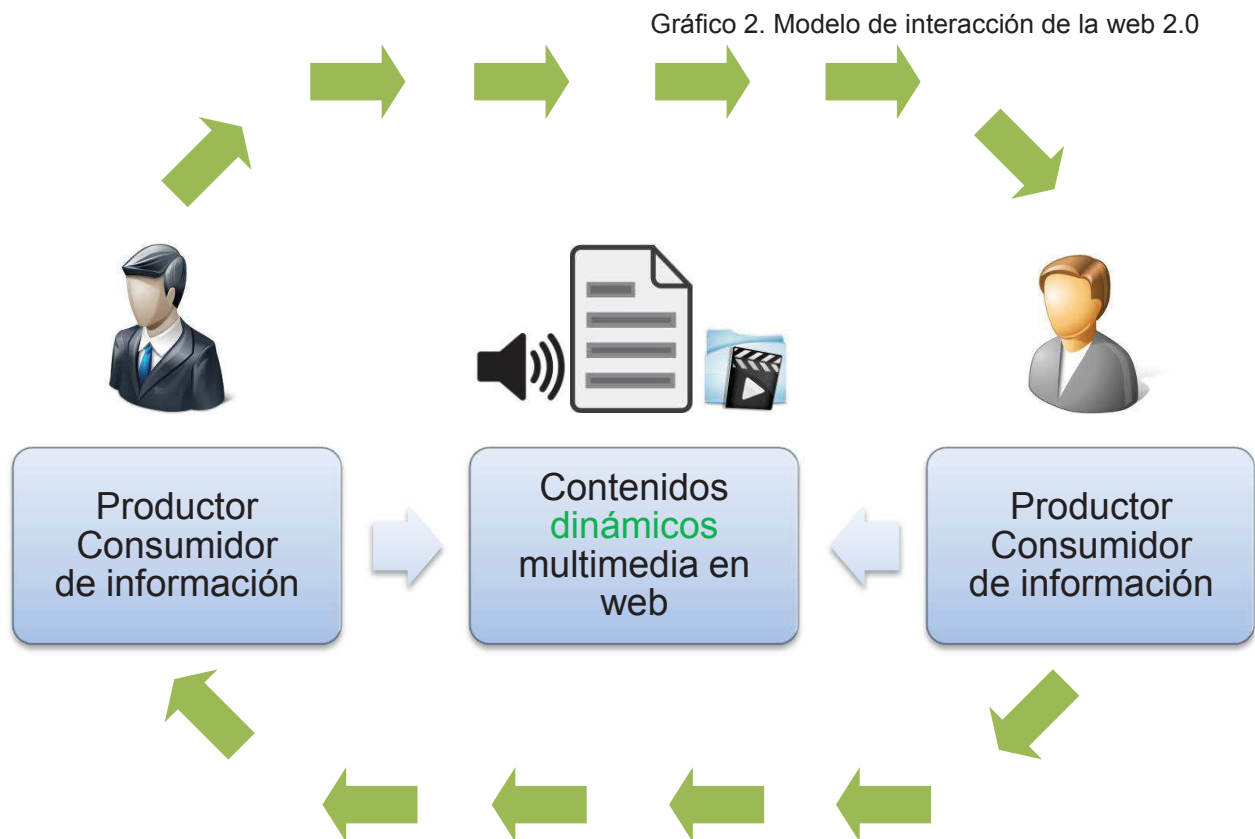 Gráfico 2. Modelo de interacción de la web 2.0
Productor
Consumidor
de información
Contenidos
dinámicos
multimedia en
web
Productor
Consumidor
de información